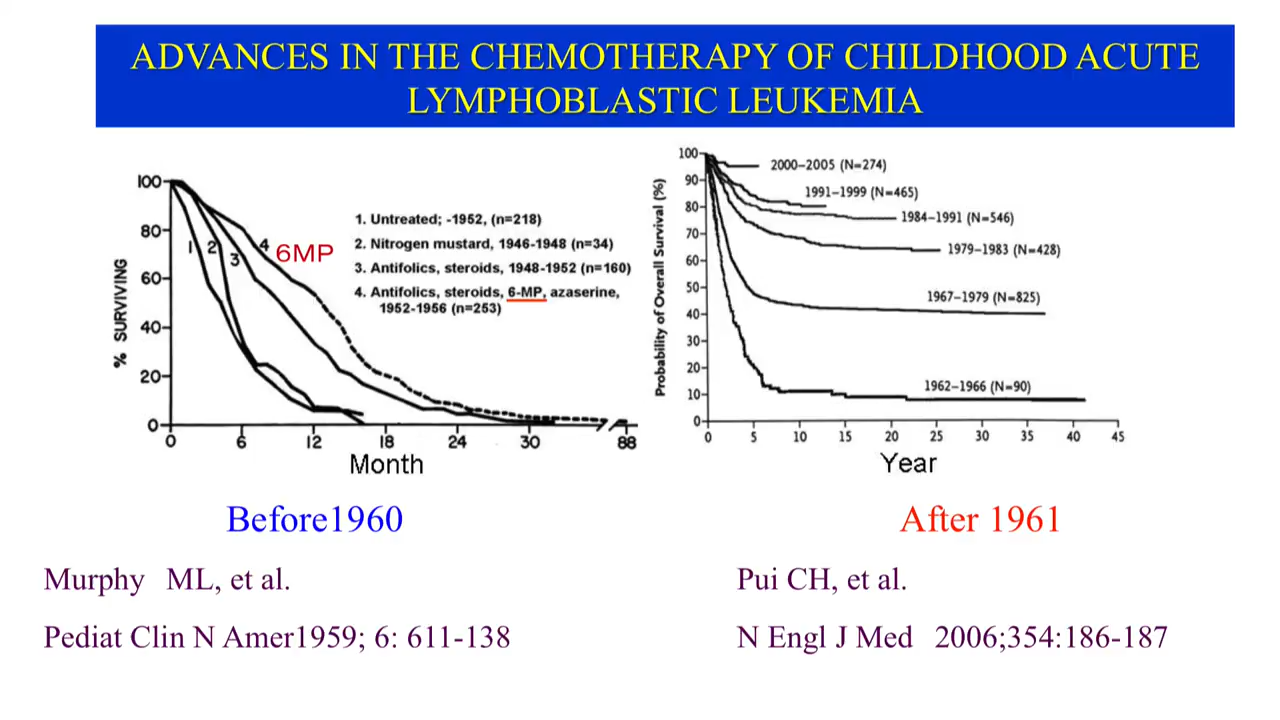 ADVANCES IN THE CHEMOTHERAPY OF CHILDHOOD ACUTE
LYMPHOBLASTIC LEUKEMIA
% SURVIVING
100
80
60
40
20
0
1
2
3
4
6MP
1. Untreated; -1952, (n=218)
2. Nitrogen mustard, 1946-1948 (n=34)
3. Antifolics, steroids, 1948-1952 (n=160)
4. Antifolics, steroids, 6-MP, azaserine,
1952-1956 (n=253)
0 6 12 18 24 30 88
Month
Probability of Overall Survival (%)
100
90
80
70
60
50
40
30
20
10
0
2000–2005 (N=274)
1991–1999 (N=465)
1984–1991 (N=546)
1979–1983 (N=428)
1967–1979 (N=825)
1962–1966 (N=90)
0 5 10 15 20 25 30 35 40 45
Year
Before1960
After 1961
Murphy ML, et al.
Pediat Clin N Amer1959; 6: 611-138
Pui CH, et al.
N Engl J Med 2006;354:186-187